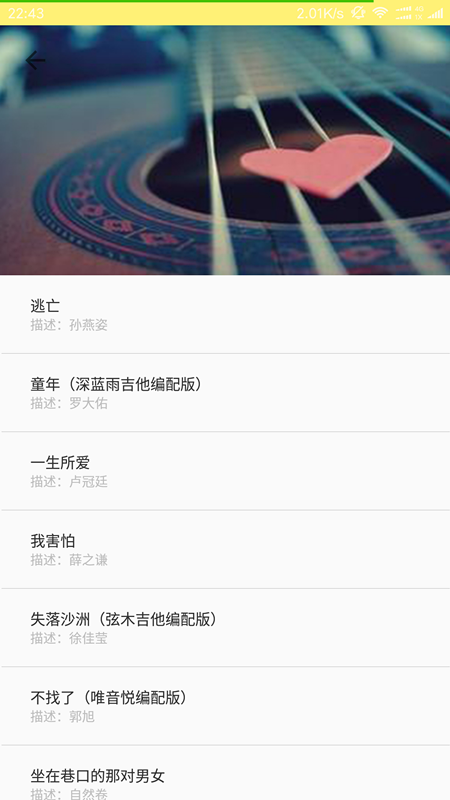 22:43 2.01K/s
逃亡
描述：孙燕姿
童年（深蓝雨吉他编配版）
描述：罗大佑
一生所爱
描述：卢冠廷
我害怕
描述：薛之谦
失落沙洲（弦木吉他编配版）
描述：徐佳莹
不找了（唯音悦编配版）
描述：郭旭
坐在巷口的那对男女
描述：自然卷